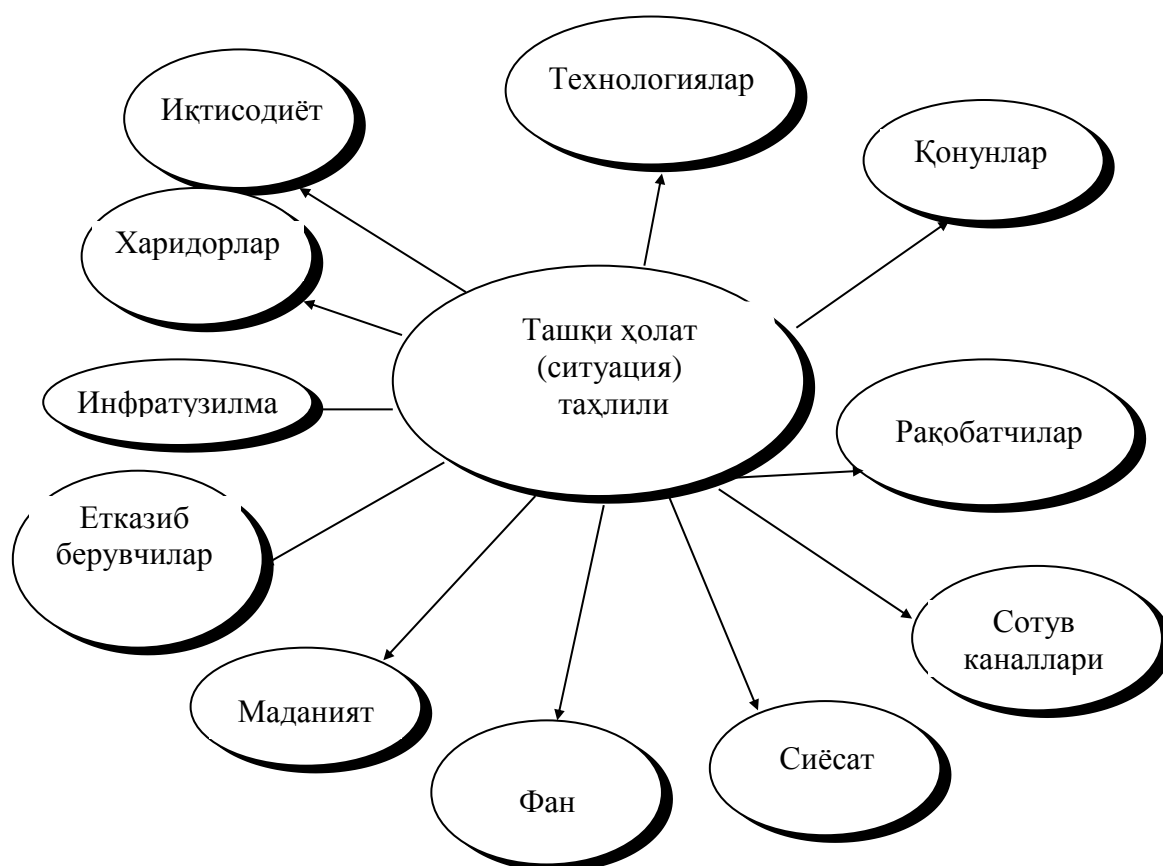 Технологиялар
Иқтисодиёт
Қонунлар
Харидорлар
Ташқи ҳолат
(ситуация)
таҳлили
Инфратузилма
Рақобатчилар
Етказиб
берувчилар
Сотув
каналлари
Маданият
Сиёсат
Фан